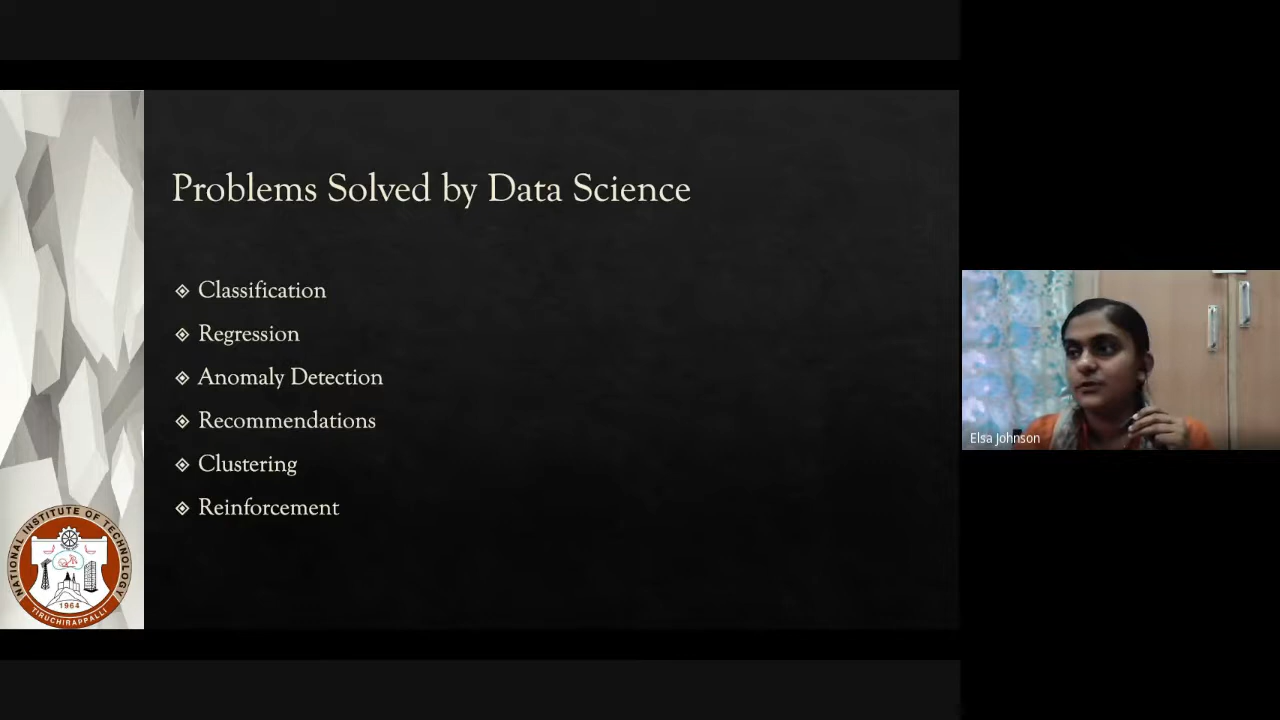 Problems Solved by Data Science
Classification
Regression
Anomaly Detection
Recommendations
Clustering
Reinforcement
NATIONAL INSTITUTE OF TECHNOLOGY
1964
TIRUCHIRAPPALLI
Elsa Johnson